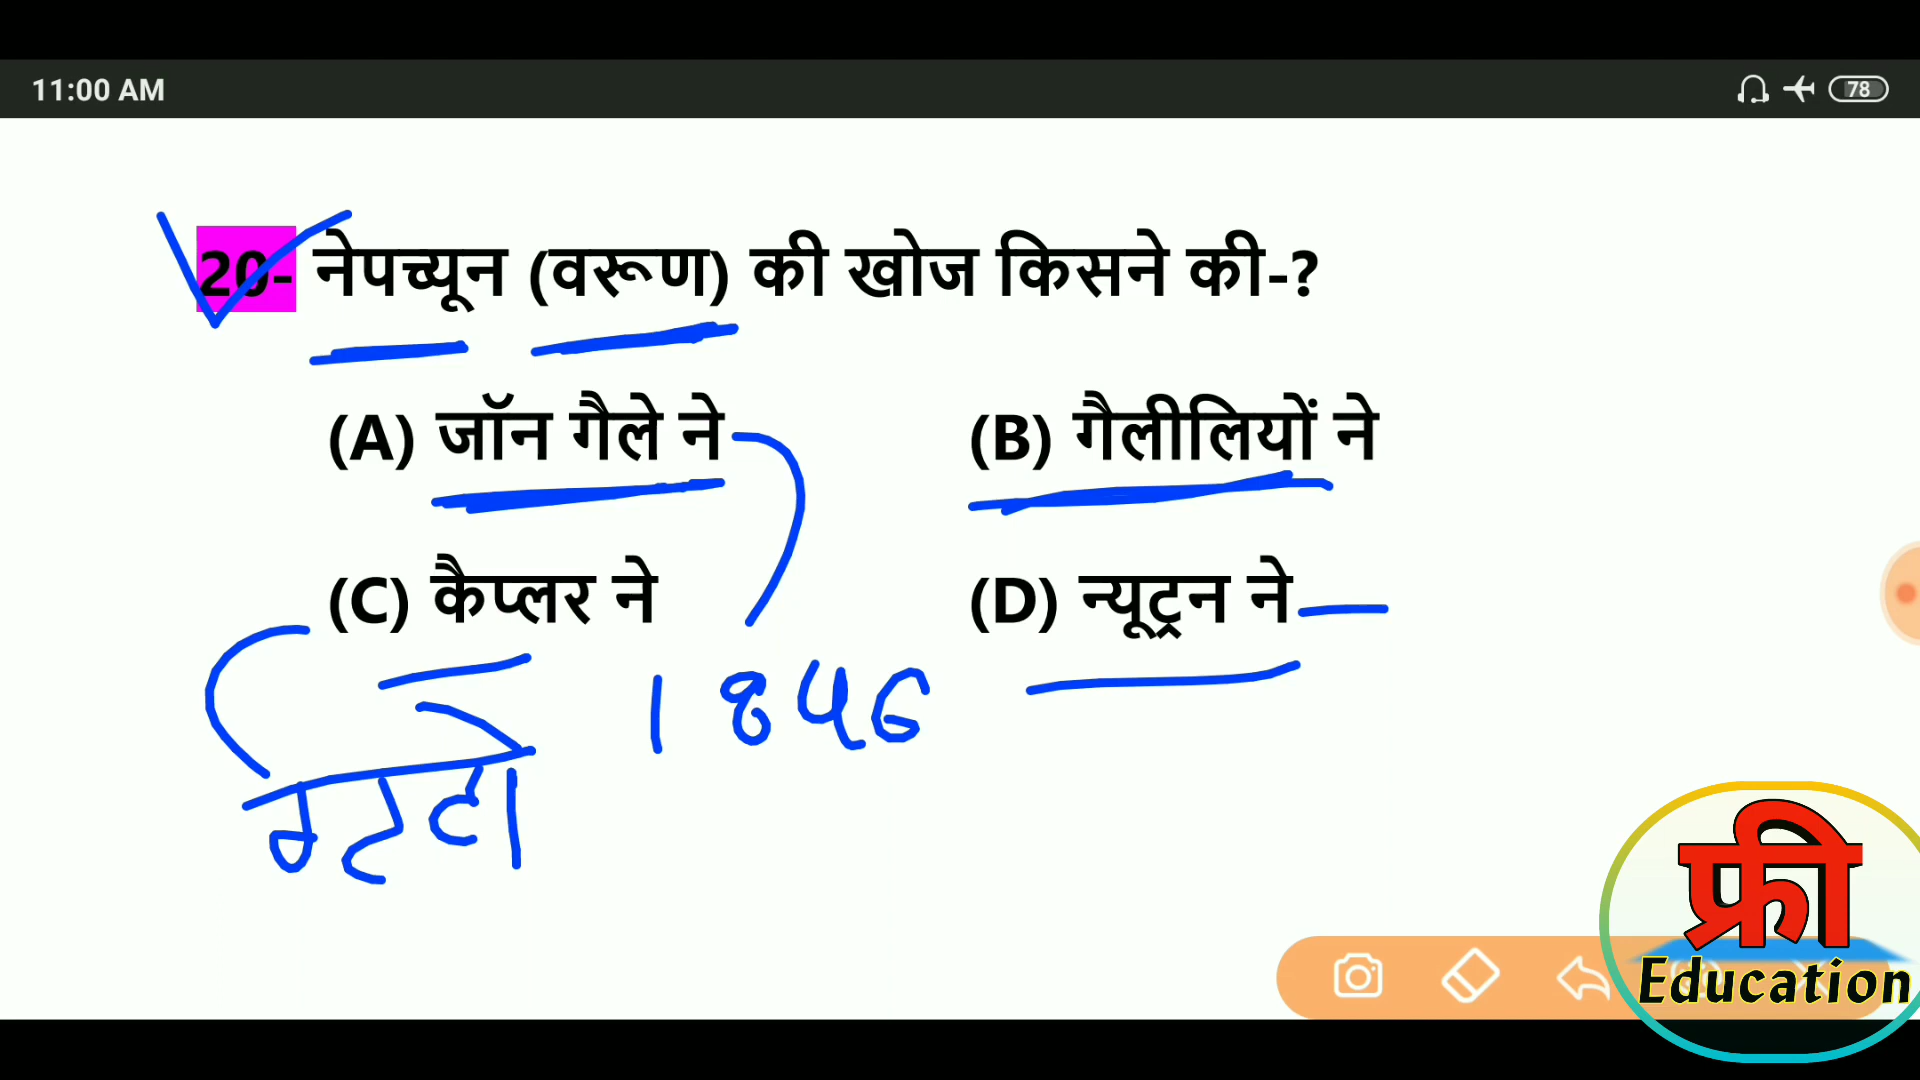 11:00 AM
78
20- नेपच्यून (वरूण) की खोज किसने की-?
(A) जॉन गैले ने
(B) गैलीलियों ने
(C) कैप्लर ने
(D) न्यूट्रन ने
1846
फ्री
Education